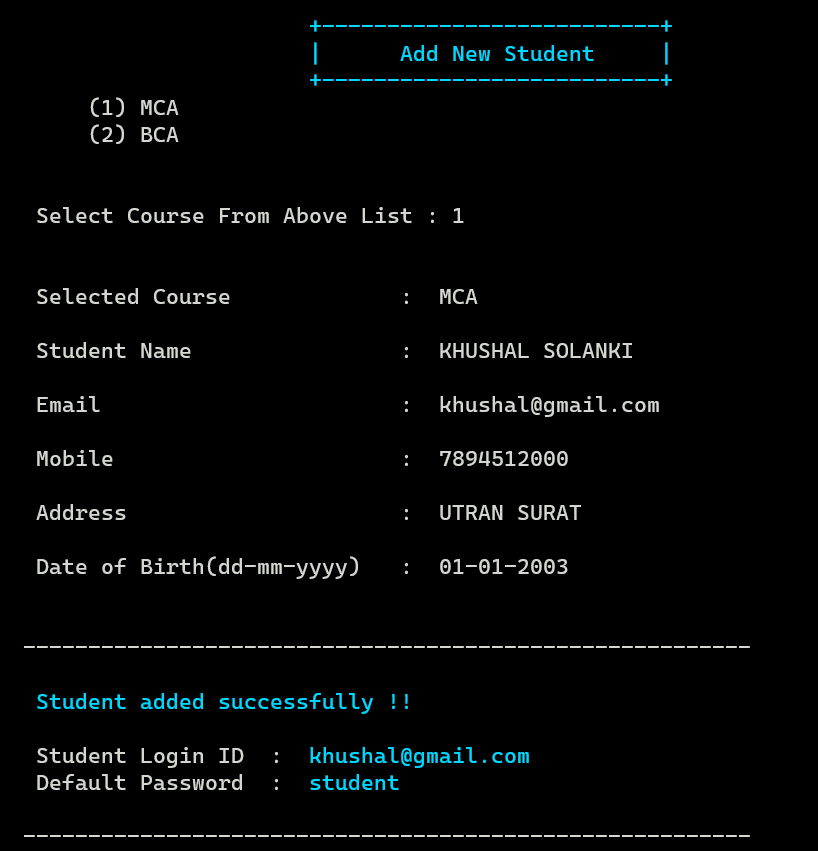 +--------------------------+
|      Add New Student     |
+--------------------------+
(1) MCA
(2) BCA
Select Course From Above List : 1
Selected Course             :  MCA
Student Name                :  KHUSHAL SOLANKI
Email                       :  khushal@gmail.com
Mobile                      :  7894512000
Address                     :  UTRAN SURAT
Date of Birth(dd-mm-yyyy)   :  01-01-2003
--------------------------------------------------------
Student added successfully !!
Student Login ID  :  khushal@gmail.com
Default Password  :  student
--------------------------------------------------------